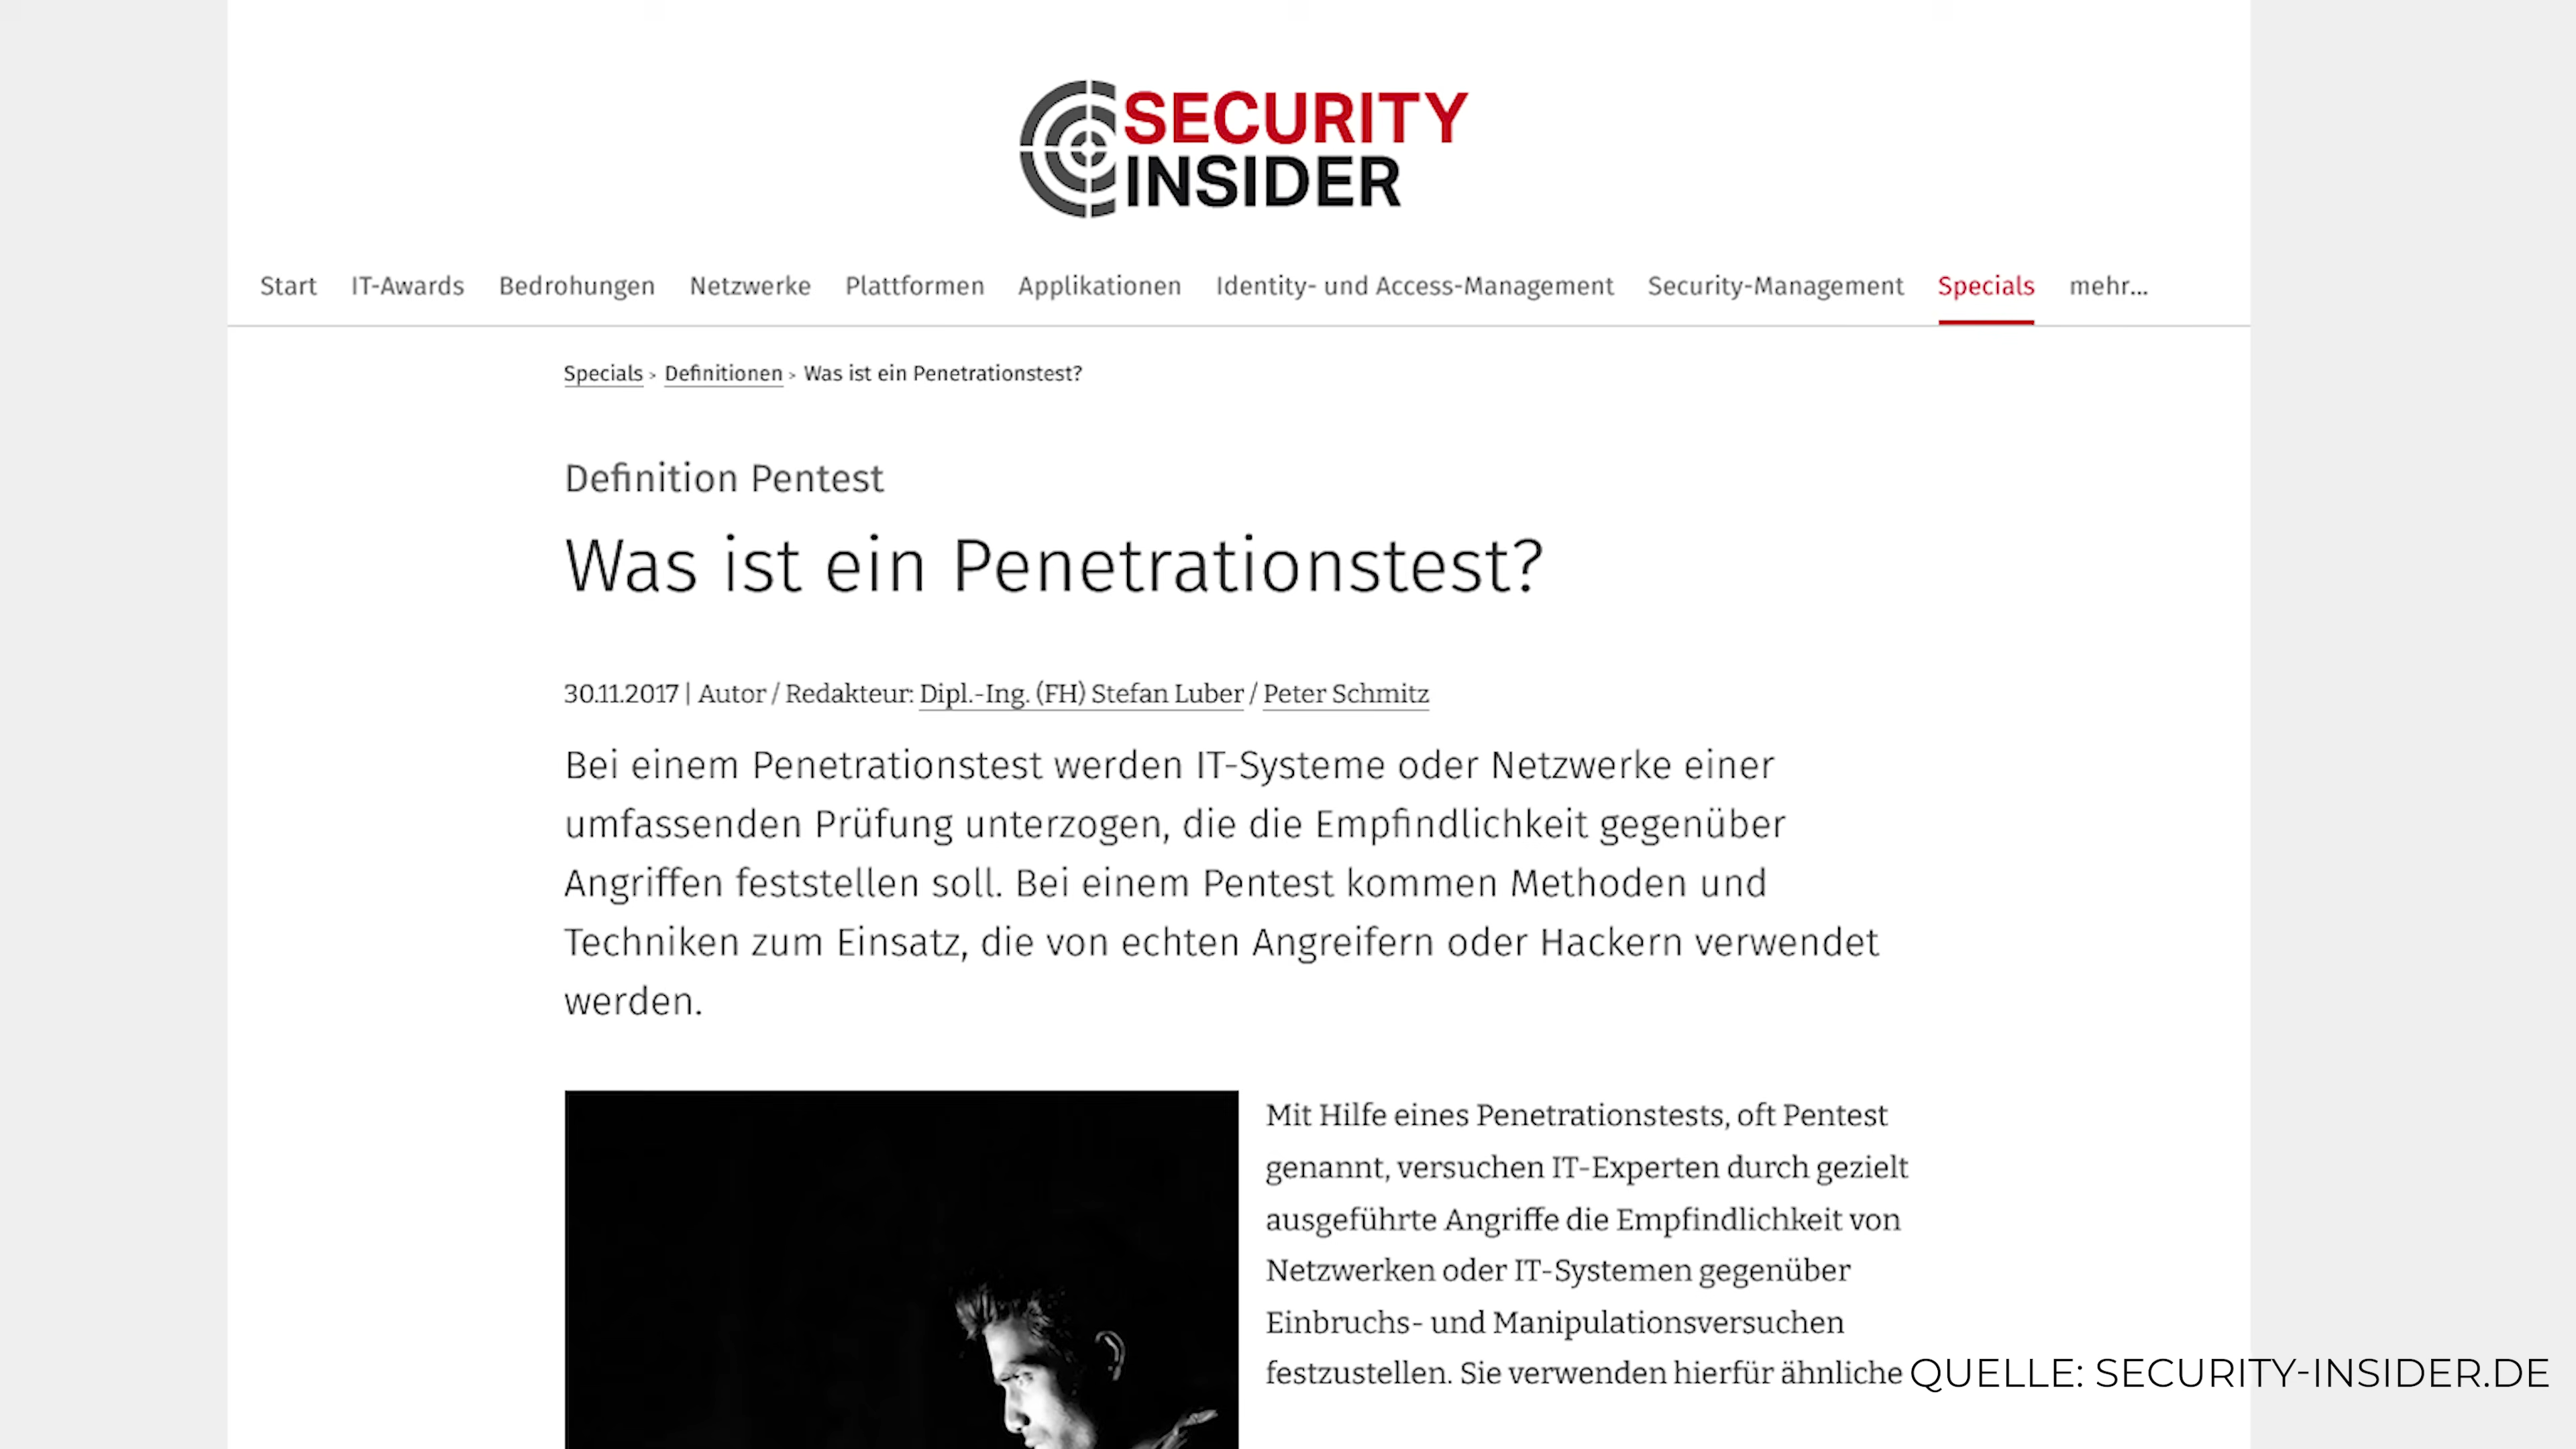 SECURITY
INSIDER
Start IT-Awards Bedrohungen Netzwerke Plattformen Applikationen Identity- und Access-Management Security-Management Specials mehr...
Specials > Definitionen > Was ist ein Penetrationstest?
Definition Pentest
Was ist ein Penetrationstest?
30.11.2017 | Autor / Redakteur: Dipl.-Ing. (FH) Stefan Luber / Peter Schmitz
Bei einem Penetrationstest werden IT-Systeme oder Netzwerke einer
umfassenden Prüfung unterzogen, die die Empfindlichkeit gegenüber
Angriffen feststellen soll. Bei einem Pentest kommen Methoden und
Techniken zum Einsatz, die von echten Angreifern oder Hackern verwendet
werden.
Mit Hilfe eines Penetrationstests, oft Pentest
genannt, versuchen IT-Experten durch gezielt
ausgeführte Angriffe die Empfindlichkeit von
Netzwerken oder IT-Systemen gegenüber
Einbruchs- und Manipulationsversuchen
festzustellen. Sie verwenden hierfür ähnliche
QUELLE: SECURITY-INSIDER.DE